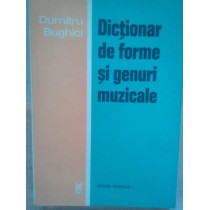 Dumitru
Bughici
Dicționar
de forme
și genuri
muzicale